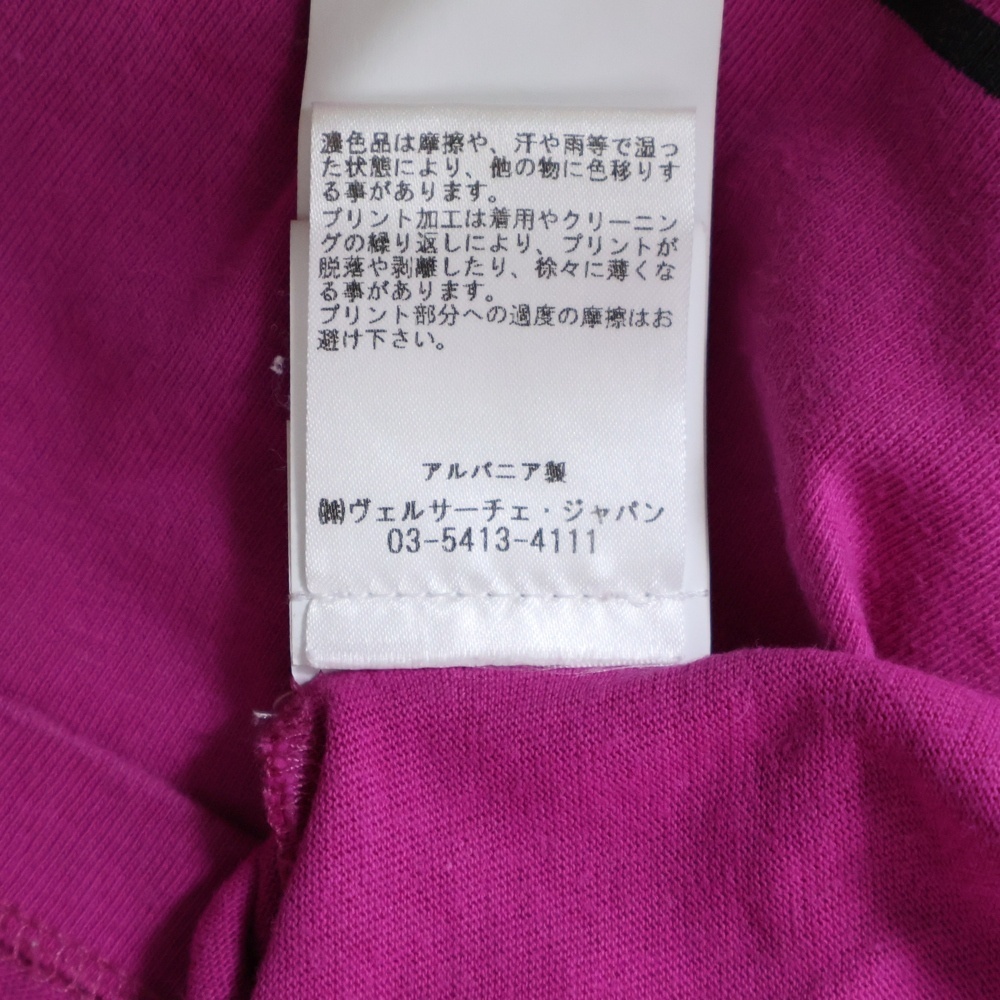 濃色品は摩擦や、汗や雨等で湿っ
た状態により、他の物に色移りす
る事があります。
プリント加工は着用やクリーニン
グの繰り返しにより、プリントが
脱落や剥離したり、徐々に薄くな
る事があります。
プリント部分への過度の摩擦はお
避け下さい。
アルバニア製
㈱ヴェルサーチェ・ジャパン
03-5413-4111